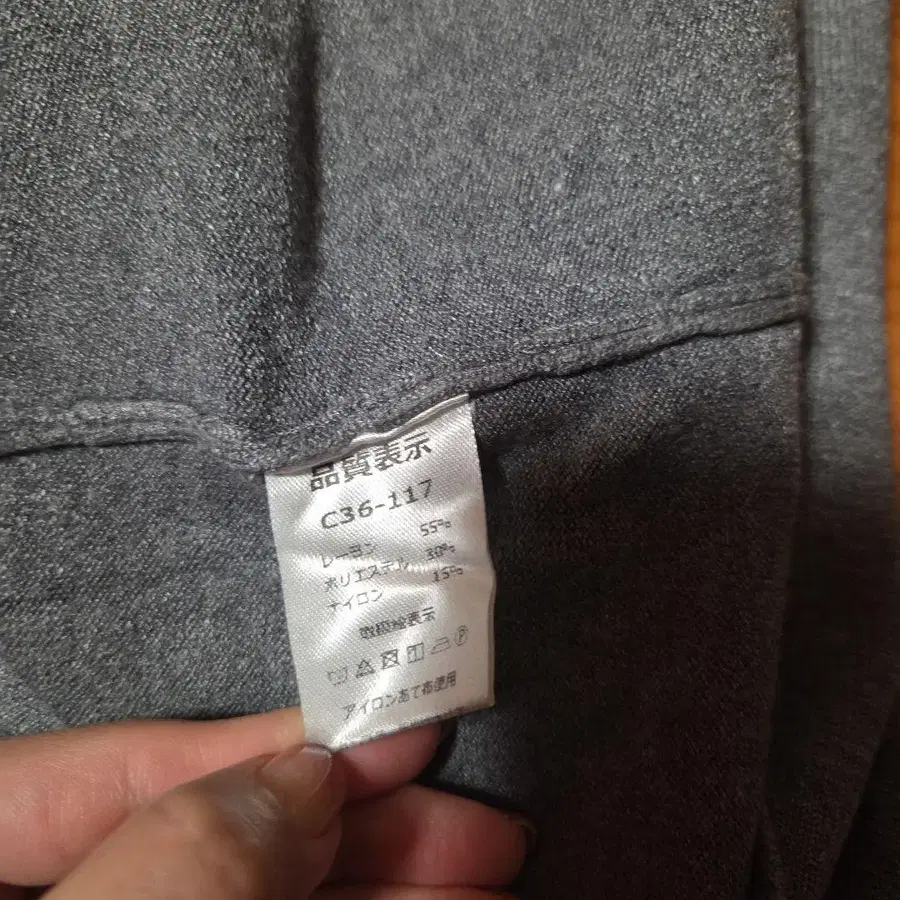 品質表示
C36-117
レーヨン 55%
ポリエステル 30%
ナイロン 15%
取扱絵表示
アイロンあて布使用